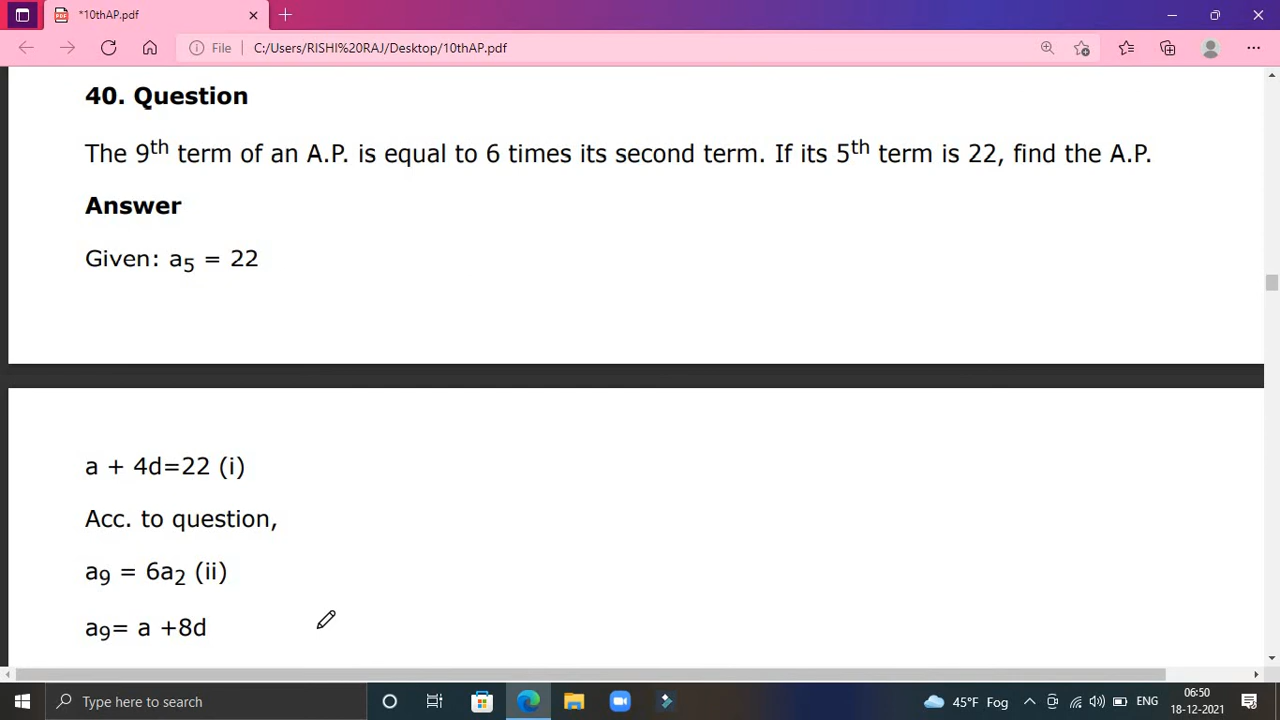 *10thAP.pdf
File C:/Users/RISHI%20RAJ/Desktop/10thAP.pdf
40. Question
The 9th term of an A.P. is equal to 6 times its second term. If its 5th term is 22, find the A.P.
Answer
Given: a5 = 22
a + 4d=22 (i)
Acc. to question,
a9 = 6a2 (ii)
a9= a +8d
Type here to search
45°F Fog
ENG
06:50
18-12-2021